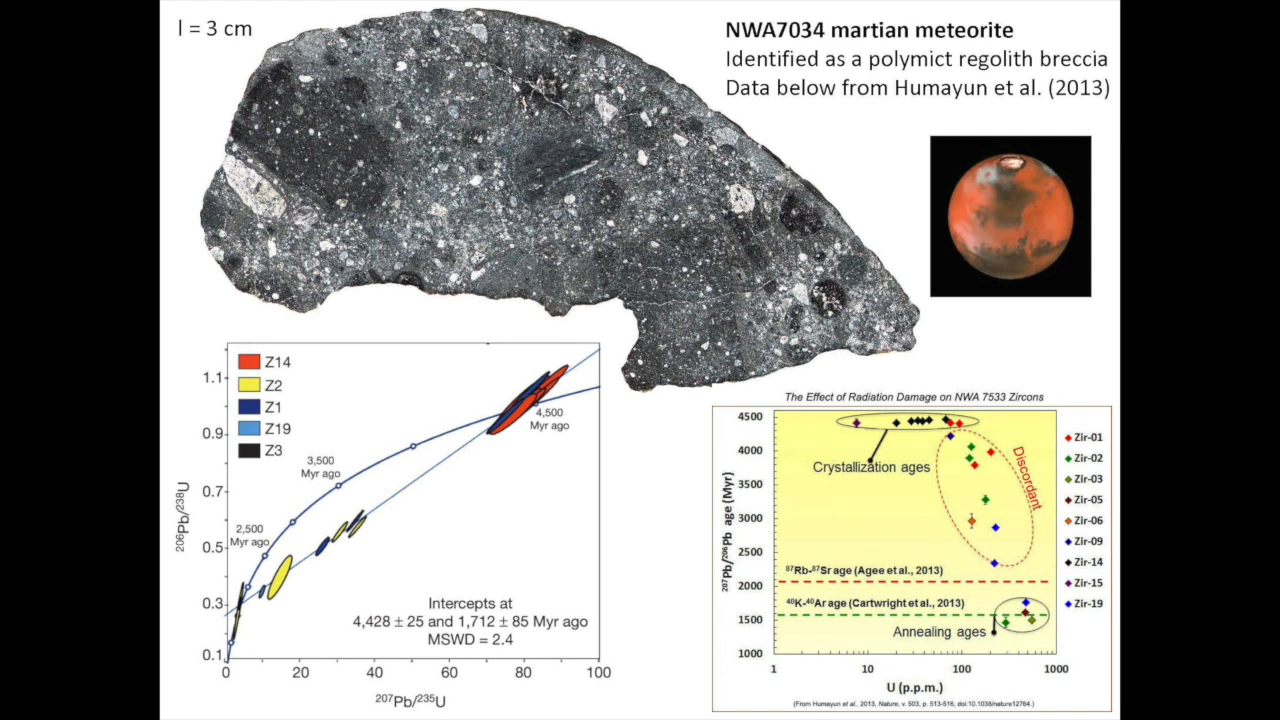 l = 3 cm
NWA7034 martian meteorite
Identified as a polymict regolith breccia
Data below from Humayun et al. (2013)
Z14
Z2
Z1
Z19
Z3
1.1
0.9
0.7
0.5
0.3
0.1
²⁰⁶Pb/²³⁸U
4,500
Myr ago
3,500
Myr ago
2,500
Myr ago
Intercepts at
4,428 ± 25 and 1,712 ± 85 Myr ago
MSWD = 2.4
0
20
40
60
80
100
²⁰⁷Pb/²³⁵U
The Effect of Radiation Damage on NWA 7533 Zircons
4500
4000
3500
3000
2500
2000
1500
1000
²⁰⁷Pb/²⁰⁶Pb age (Myr)
Crystallization ages
Discordant
⁸⁷Rb-⁸⁷Sr age (Agee et al., 2013)
⁴⁰K-⁴⁰Ar age (Cartwright et al., 2013)
Annealing ages
Zir-01
Zir-02
Zir-03
Zir-05
Zir-06
Zir-09
Zir-14
Zir-15
Zir-19
1
10
100
1000
U (p.p.m.)
(From Humayun et al., 2013, Nature, v. 503, p. 513-516, doi:10.1038/nature12764.)